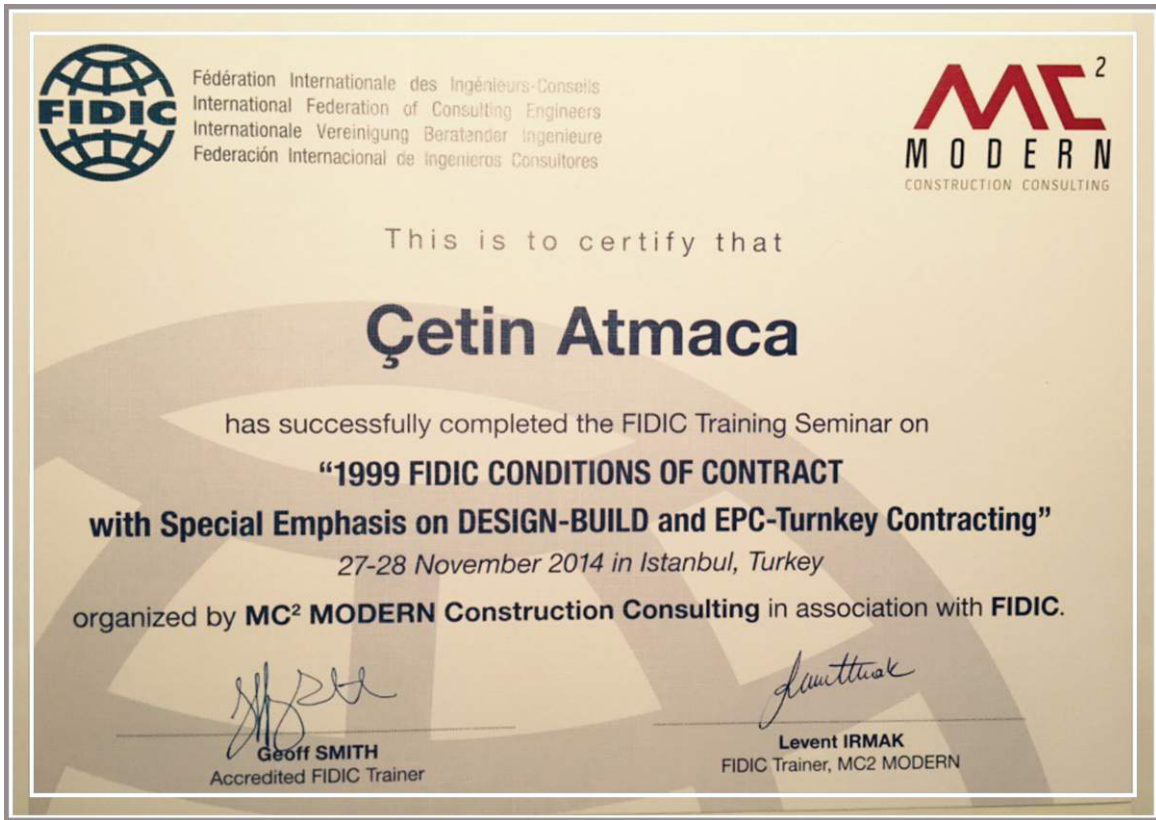 FIDIC
Fédération Internationale des Ingénieurs-Conseils
International Federation of Consulting Engineers
Internationale Vereinigung Beratender Ingenieure
Federación Internacional de Ingenieros Consultores
MC²
MODERN
CONSTRUCTION CONSULTING
This is to certify that
Çetin Atmaca
has successfully completed the FIDIC Training Seminar on
“1999 FIDIC CONDITIONS OF CONTRACT
with Special Emphasis on DESIGN-BUILD and EPC-Turnkey Contracting”
27-28 November 2014 in Istanbul, Turkey
organized by MC² MODERN Construction Consulting in association with FIDIC.
Geoff SMITH
Accredited FIDIC Trainer
Levent IRMAK
FIDIC Trainer, MC2 MODERN